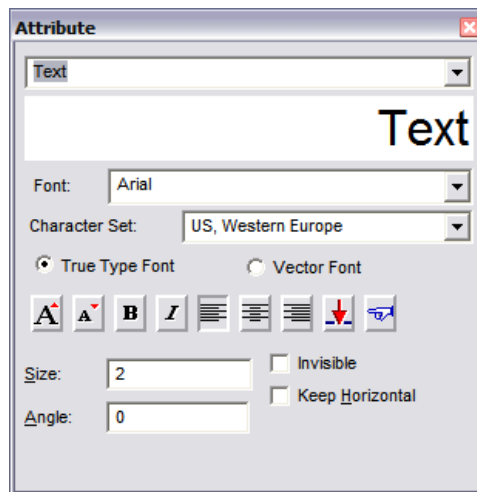 Attribute
Text
Text
Font: Arial
Character Set: US, Western Europe
True Type Font Vector Font
A A B I
Size: 2 Invisible
Keep Horizontal
Angle: 0